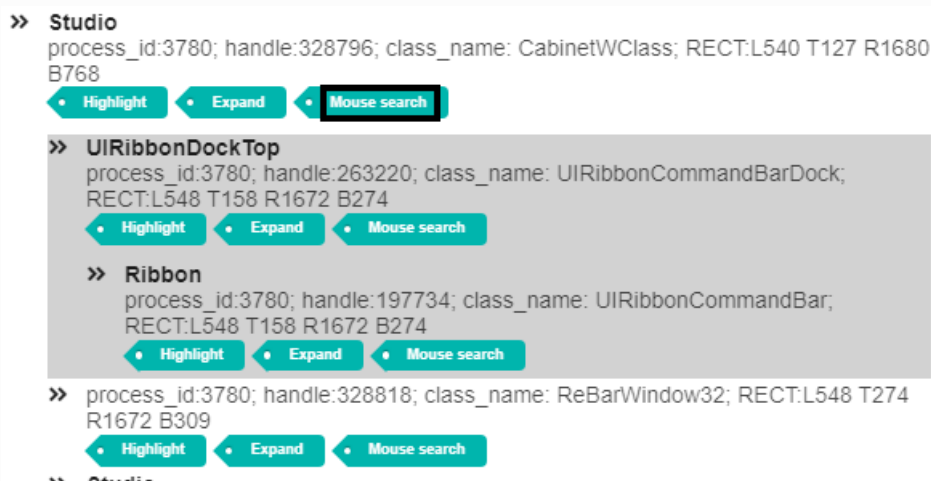 Studio
process_id:3780; handle:328796; class_name: CabinetWClass; RECT:L540 T127 R1680
B768
Highlight Expand Mouse search
UIRibbonDockTop
process_id:3780; handle:263220; class_name: UIRibbonCommandBarDock;
RECT:L548 T158 R1672 B274
Highlight Expand Mouse search
Ribbon
process_id:3780; handle:197734; class_name: UIRibbonCommandBar;
RECT:L548 T158 R1672 B274
Highlight Expand Mouse search
process_id:3780; handle:328818; class_name: ReBarWindow32; RECT:L548 T274
R1672 B309
Highlight Expand Mouse search
Studio